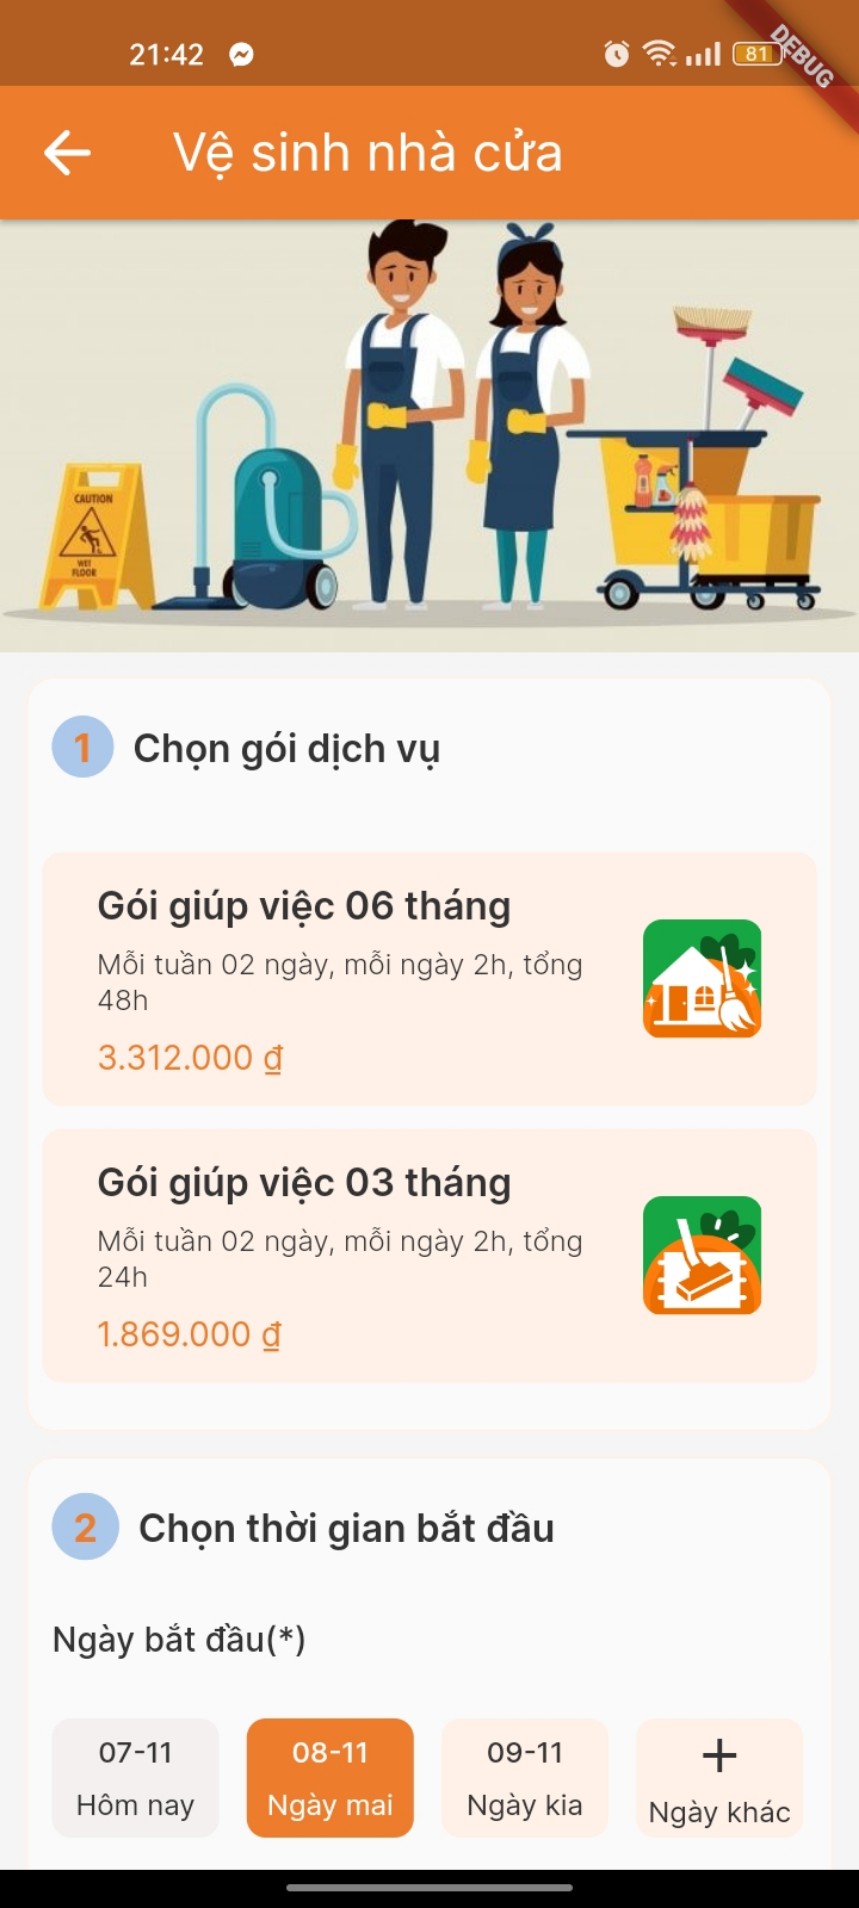 21:42
81
DEBUG
Vệ sinh nhà cửa
CAUTION
WET
FLOOR
1 Chọn gói dịch vụ
Gói giúp việc 06 tháng
Mỗi tuần 02 ngày, mỗi ngày 2h, tổng
48h
3.312.000 ₫
Gói giúp việc 03 tháng
Mỗi tuần 02 ngày, mỗi ngày 2h, tổng
24h
1.869.000 ₫
2 Chọn thời gian bắt đầu
Ngày bắt đầu(*)
07-11
Hôm nay
08-11
Ngày mai
09-11
Ngày kia
+
Ngày khác